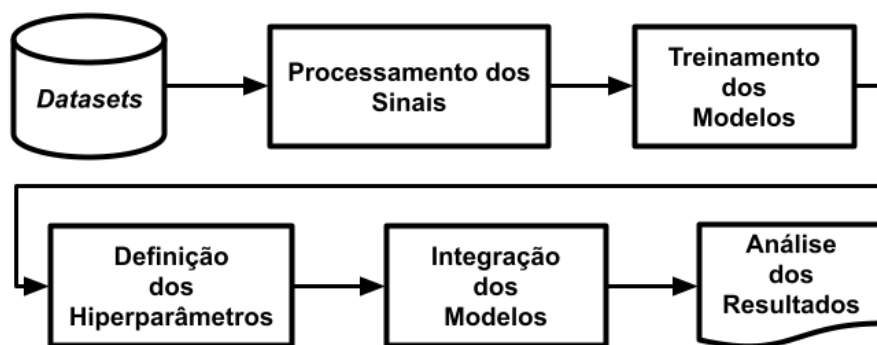 Datasets
Processamento dos
Sinais
Treinamento
dos
Modelos
Definição
dos
Hiperparâmetros
Integração
dos
Modelos
Análise
dos
Resultados